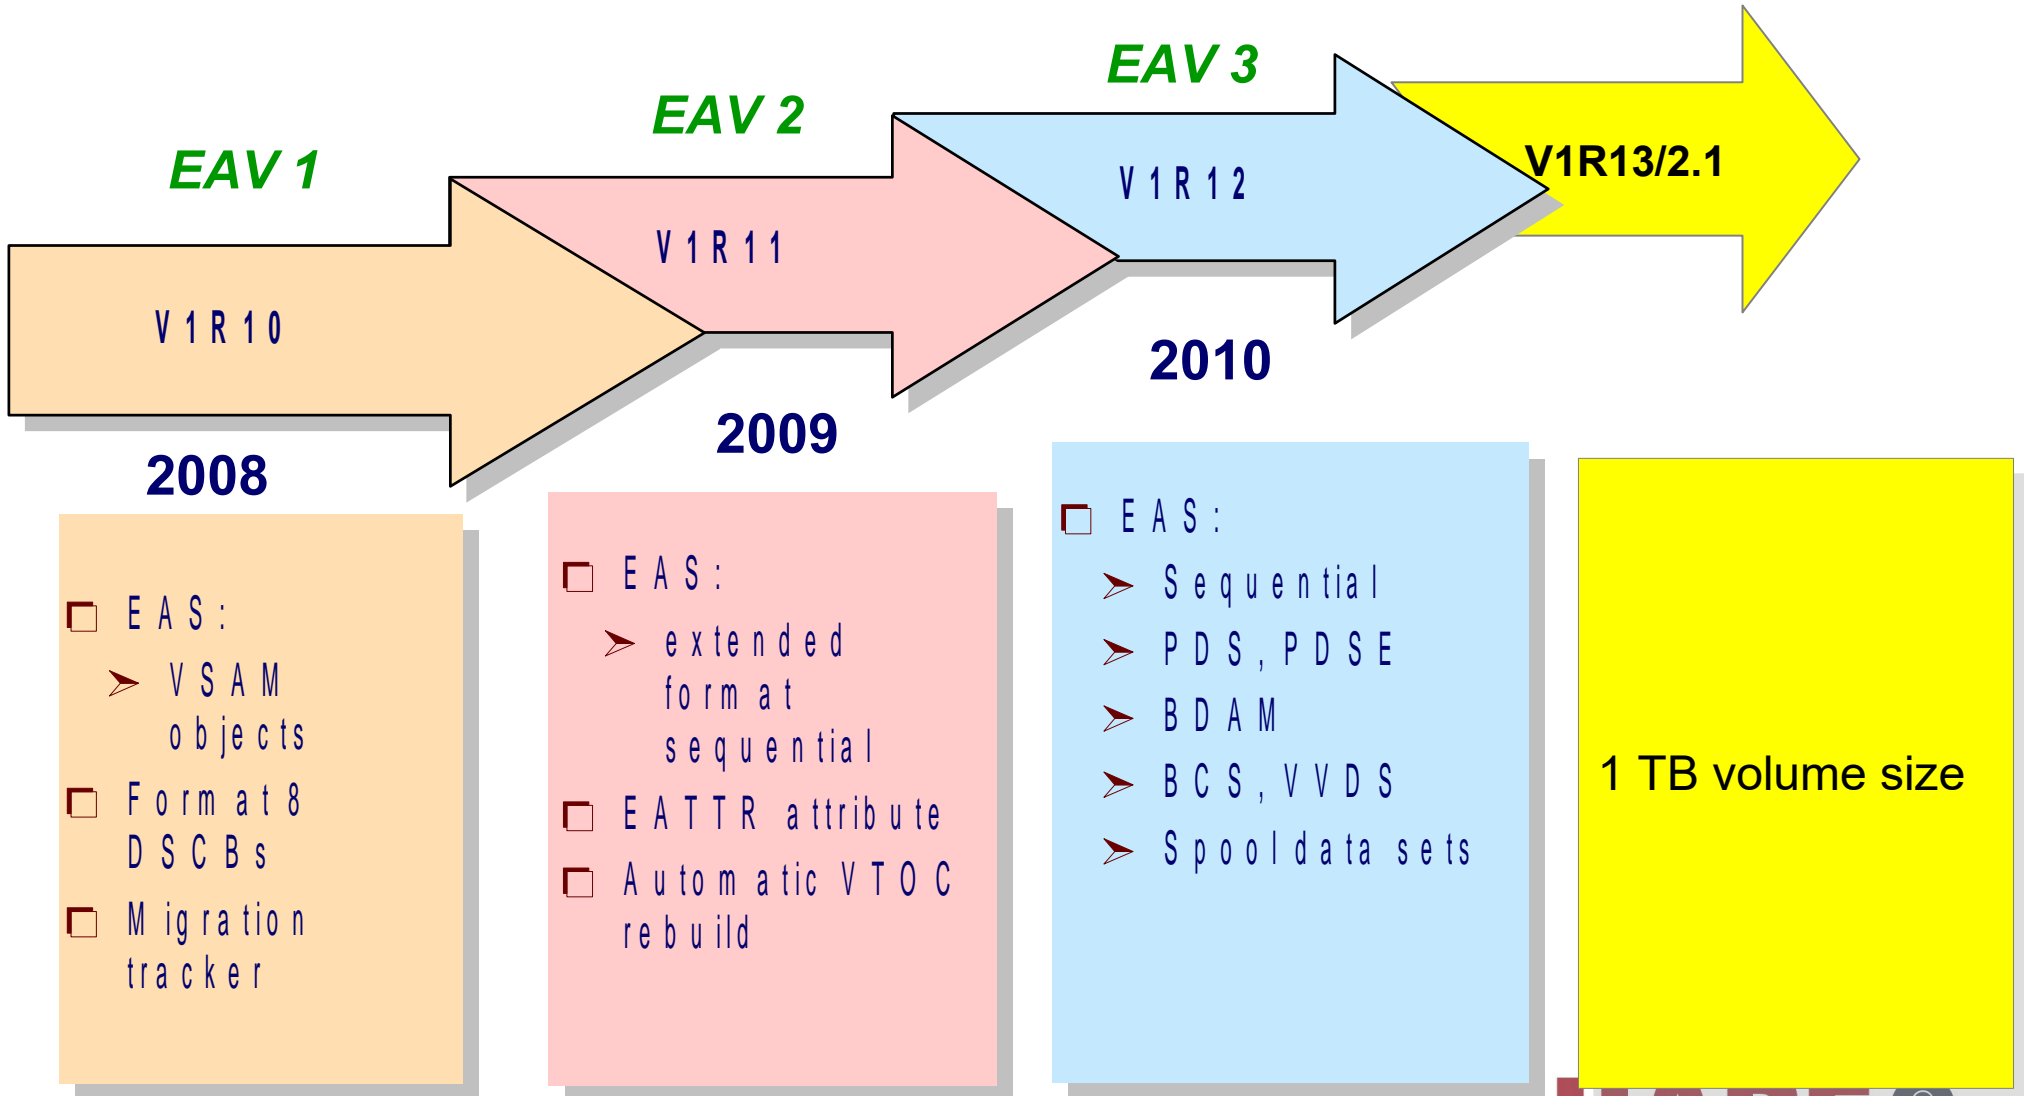 EAV 1
EAV 2
EAV 3
V1R10
V1R11
V1R12
V1R13/2.1
2008
2009
2010
EAS:
VSAM
objects
Format 8
DSCBs
Migration
tracker
EAS:
extended
format
sequential
EATTR attribute
Automatic VTOC
rebuild
EAS:
Sequential
PDS, PDSE
BDAM
BCS, VVDS
Spool data sets
1 TB volume size